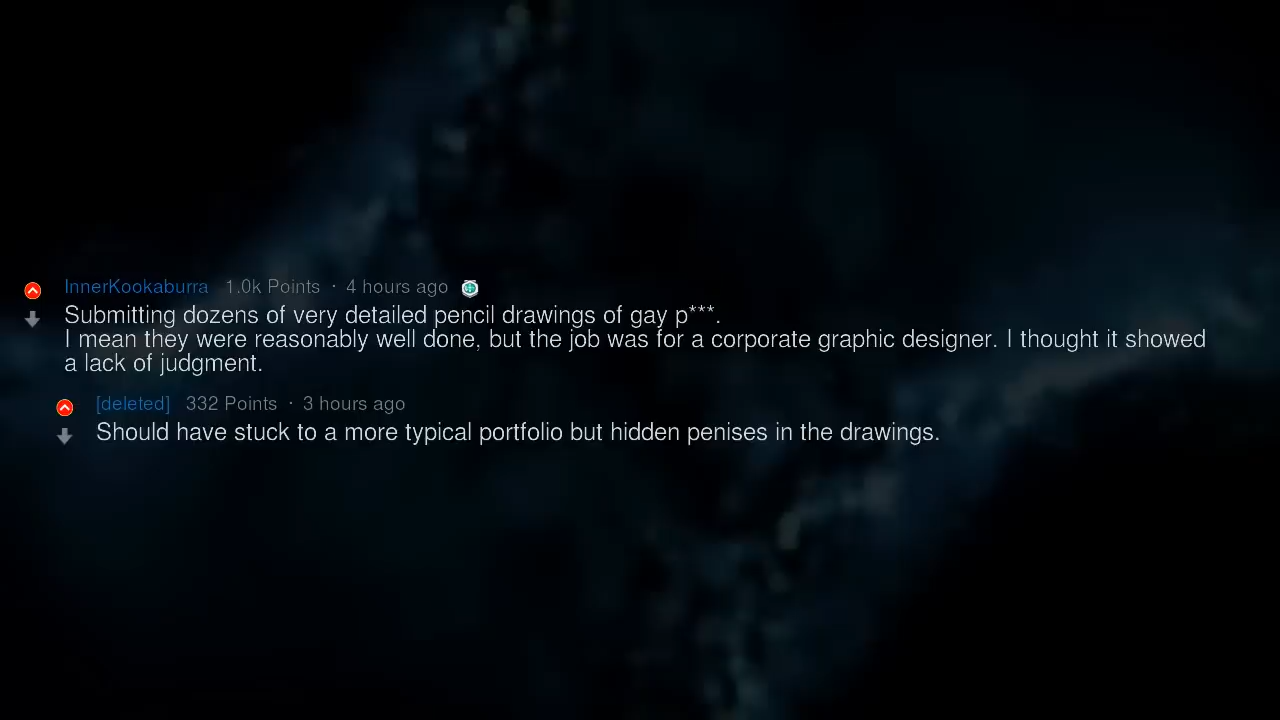 InnerKookaburra 1.0k Points · 4 hours ago
Submitting dozens of very detailed pencil drawings of gay p***.
I mean they were reasonably well done, but the job was for a corporate graphic designer. I thought it showed
a lack of judgment.
[deleted] 332 Points · 3 hours ago
Should have stuck to a more typical portfolio but hidden penises in the drawings.